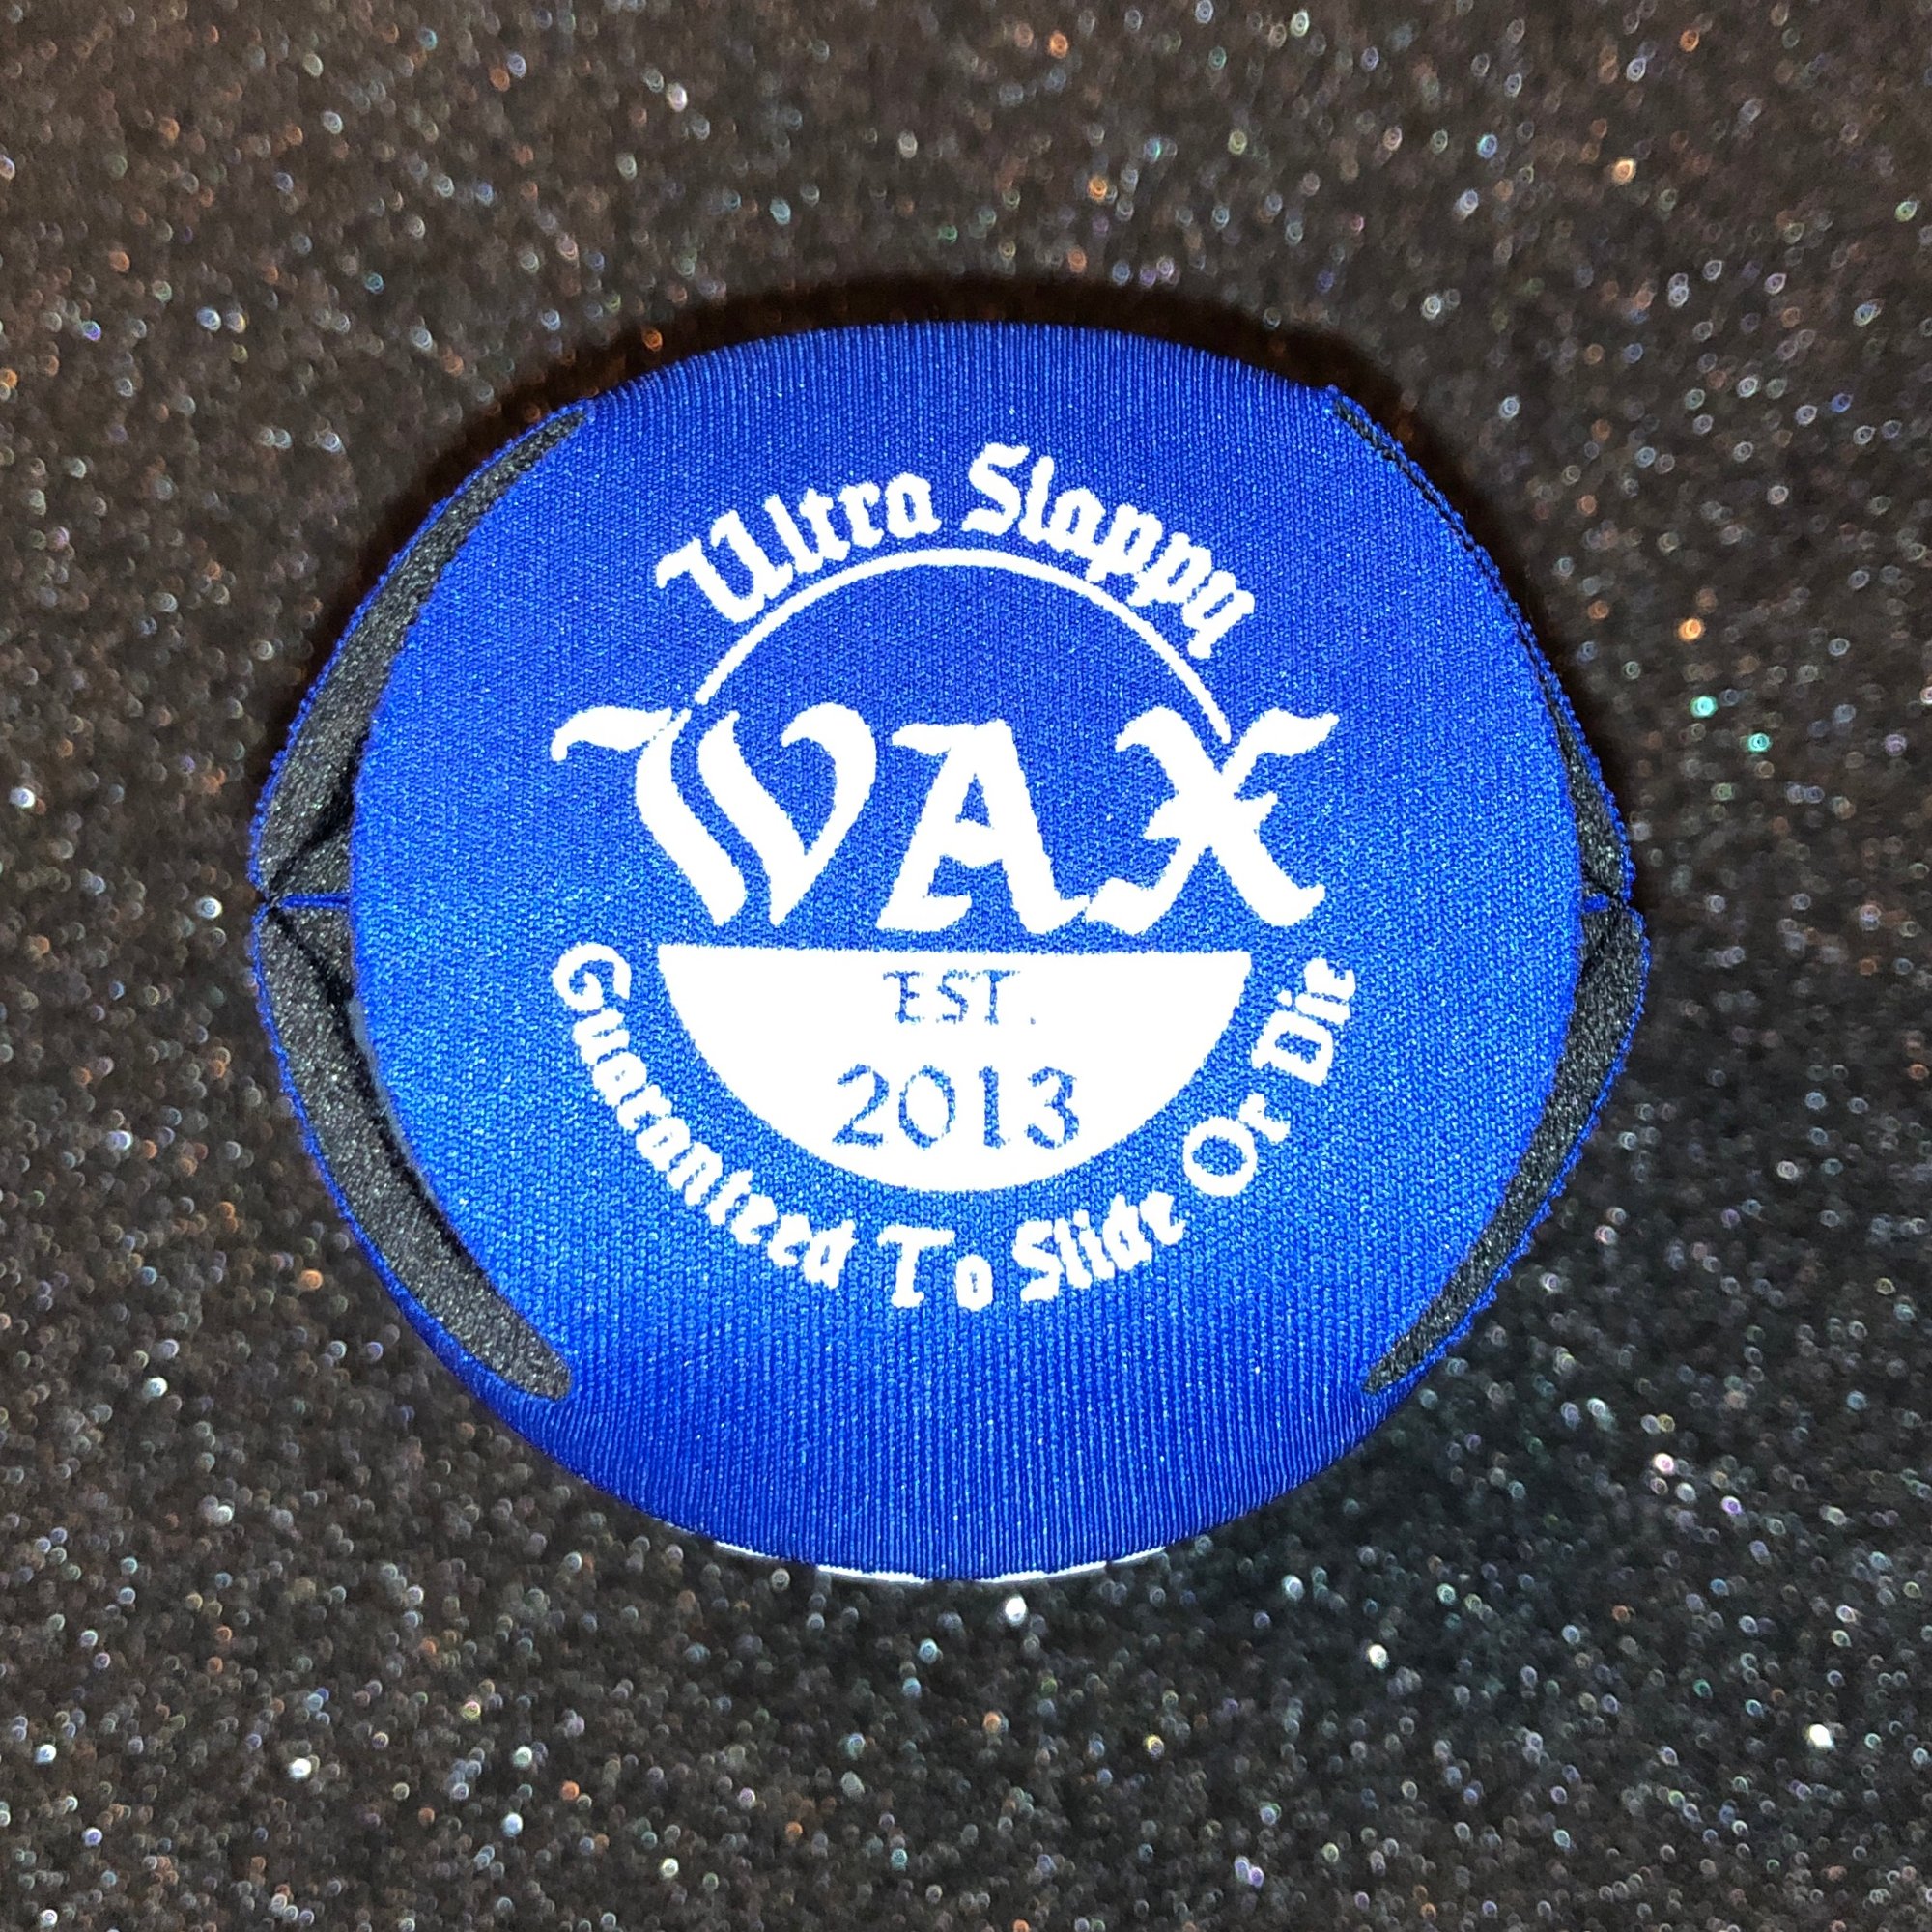 Ultra Slappy
WAX
EST.
2013
Guaranteed To Slide Or Die